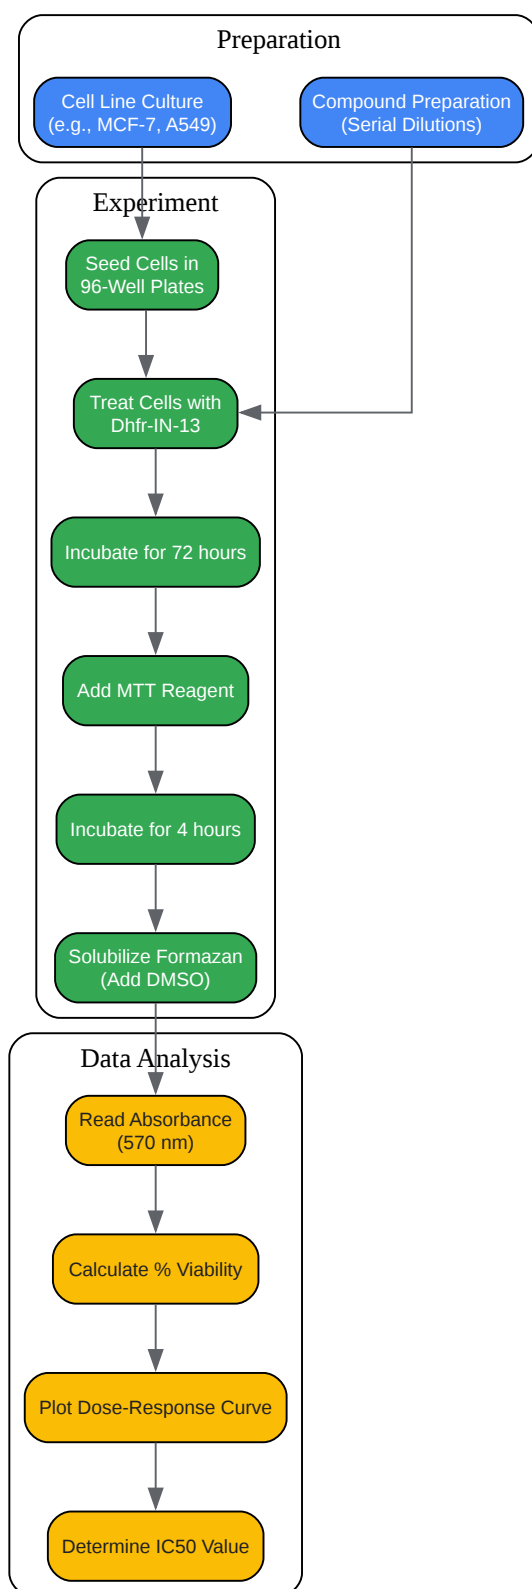 Preparation
Cell Line Culture
(e.g., MCF-7, A549)
Compound Preparation
(Serial Dilutions)
Experiment
Seed Cells in
96-Well Plates
Treat Cells with
Dhfr-IN-13
Incubate for 72 hours
Add MTT Reagent
Incubate for 4 hours
Solubilize Formazan
(Add DMSO)
Data Analysis
Read Absorbance
(570 nm)
Calculate % Viability
Plot Dose-Response Curve
Determine IC50 Value